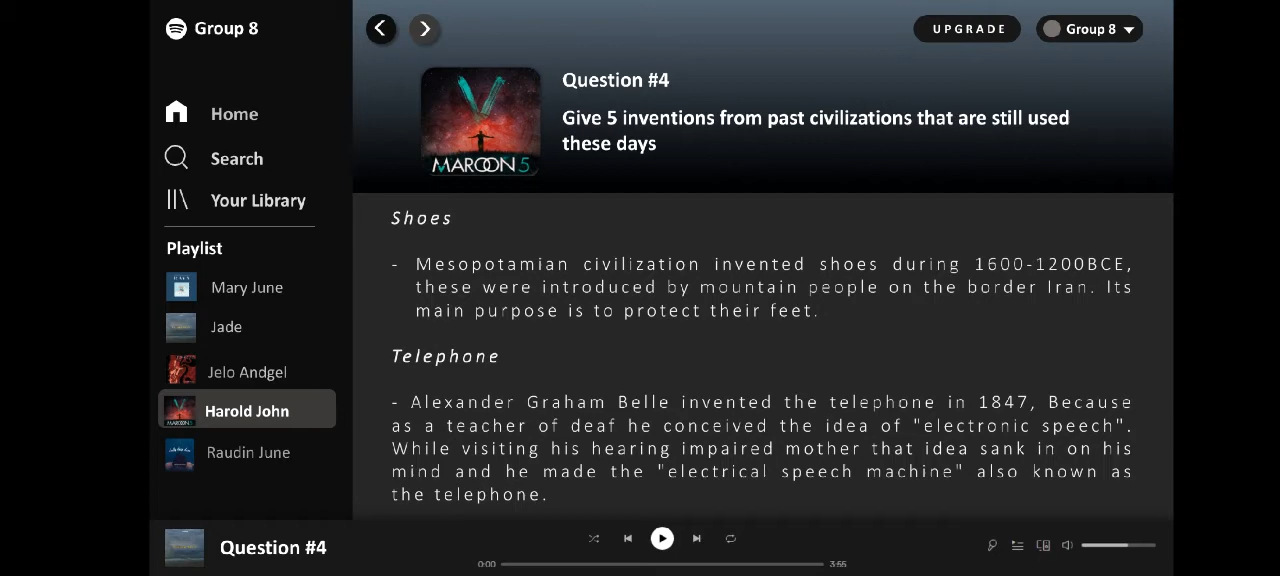 Group 8
UPGRADE
Group 8
Home
Search
Your Library
Playlist
Mary June
Jade
Jelo Andgel
Harold John
Raudin June
MAROON 5
Question #4
Give 5 inventions from past civilizations that are still used
these days
Shoes
- Mesopotamian civilization invented shoes during 1600-1200BCE,
these were introduced by mountain people on the border Iran. Its
main purpose is to protect their feet.
Telephone
- Alexander Graham Belle invented the telephone in 1847, Because
as a teacher of deaf he conceived the idea of "electronic speech".
While visiting his hearing impaired mother that idea sank in on his
mind and he made the "electrical speech machine" also known as
the telephone.
Question #4
0:00
3:55